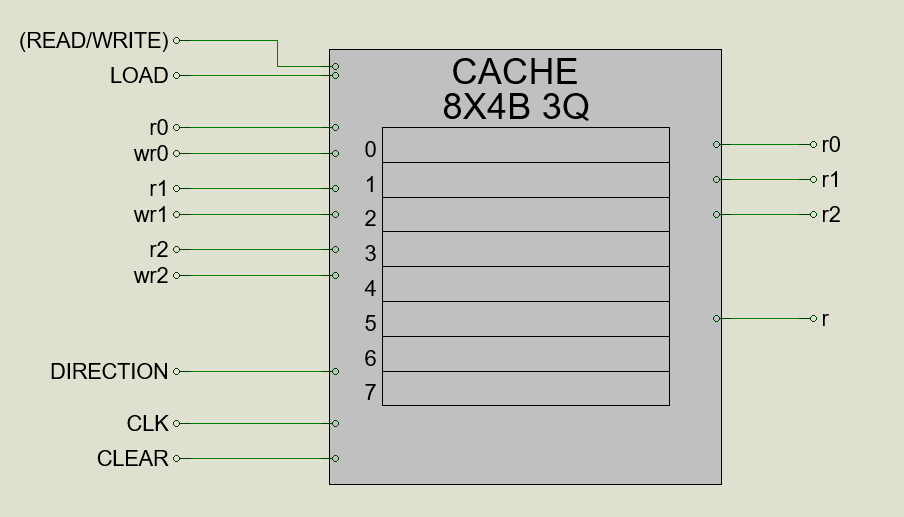 (READ/WRITE)
LOAD
r0
wr0
r1
wr1
r2
wr2
DIRECTION
CLK
CLEAR
CACHE
8X4B 3Q
0
1
2
3
4
5
6
7
r0
r1
r2
r